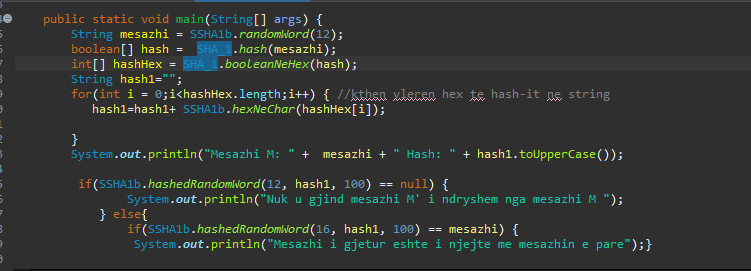 public static void main(String[] args) {
String mesazhi = SSHA1b.randomWord(12);
boolean[] hash =  SHA_1.hash(mesazhi);
int[] hashHex = SHA_1.booleanNeHex(hash);
String hash1="";
for(int i = 0;i<hashHex.length;i++) { //kthen vleren hex te hash-it ne string
hash1=hash1+ SSHA1b.hexNeChar(hashHex[i]);
}
System.out.println("Mesazhi M: " +  mesazhi + " Hash: " + hash1.toUpperCase());
if(SSHA1b.hashedRandomWord(12, hash1, 100) == null) {
System.out.println("Nuk u gjind mesazhi M' i ndryshem nga mesazhi M ");
} else{
if(SSHA1b.hashedRandomWord(16, hash1, 100) == mesazhi) {
System.out.println("Mesazhi i gjetur eshte i njejte me mesazhin e pare");}